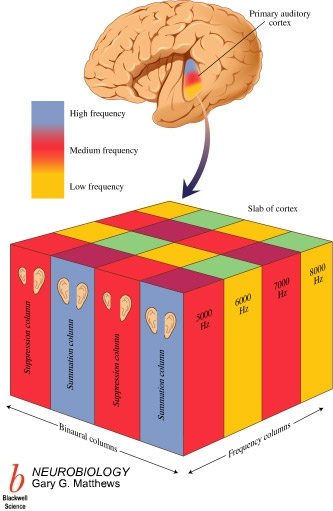 Primary auditory
cortex
High frequency
Medium frequency
Low frequency
Slab of cortex
Suppression column
Summation column
Suppression column
Summation column
5000
Hz
6000
Hz
7000
Hz
8000
Hz
Binaural columns
Frequency columns
b
Blackwell
Science
NEUROBIOLOGY
Gary G. Matthews